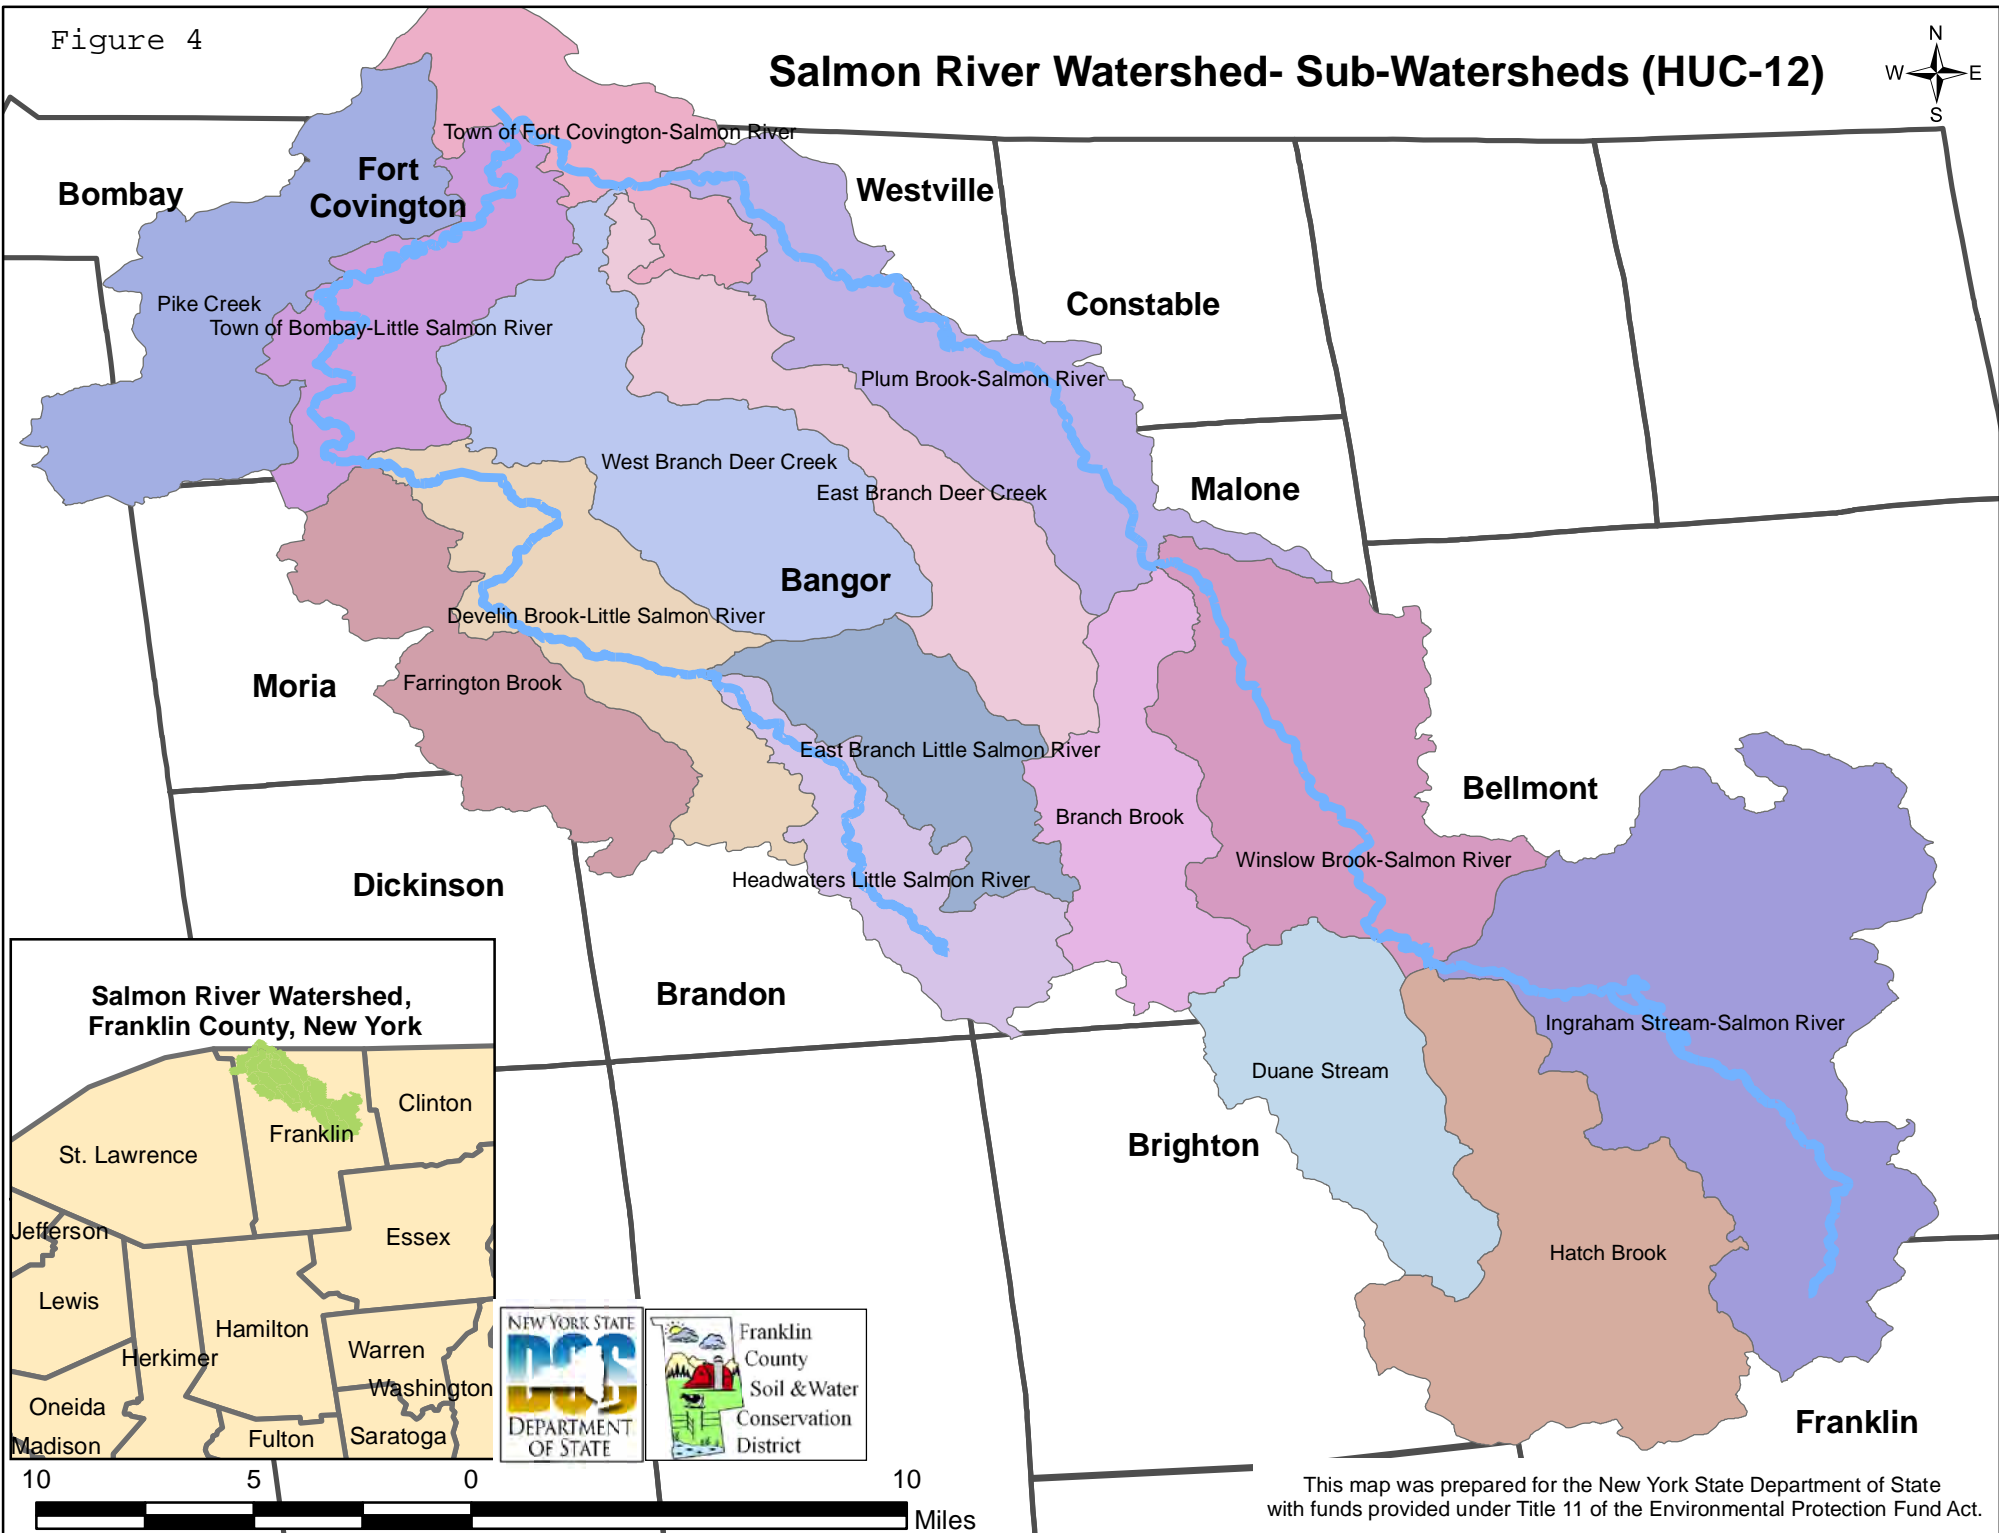 Figure 4
Salmon River Watershed- Sub-Watersheds (HUC-12)
N
W
E
S
Town of Fort Covington-Salmon River
Fort
Covington
Bombay
Westville
Pike Creek
Town of Bombay-Little Salmon River
Constable
Plum Brook-Salmon River
West Branch Deer Creek
East Branch Deer Creek
Malone
Bangor
Develin Brook-Little Salmon River
Moria
Farrington Brook
East Branch Little Salmon River
Bellmont
Branch Brook
Winslow Brook-Salmon River
Dickinson
Headwaters Little Salmon River
Brandon
Ingraham Stream-Salmon River
Duane Stream
Brighton
Hatch Brook
Franklin
Salmon River Watershed,
Franklin County, New York
Clinton
Franklin
St. Lawrence
Jefferson
Essex
Lewis
Hamilton
Herkimer
Warren
Washington
Oneida
Madison
Fulton
Saratoga
NEW YORK STATE
DOS
DEPARTMENT
OF STATE
Franklin
County
Soil & Water
Conservation
District
10 5 0 10
Miles
This map was prepared for the New York State Department of State
with funds provided under Title 11 of the Environmental Protection Fund Act.